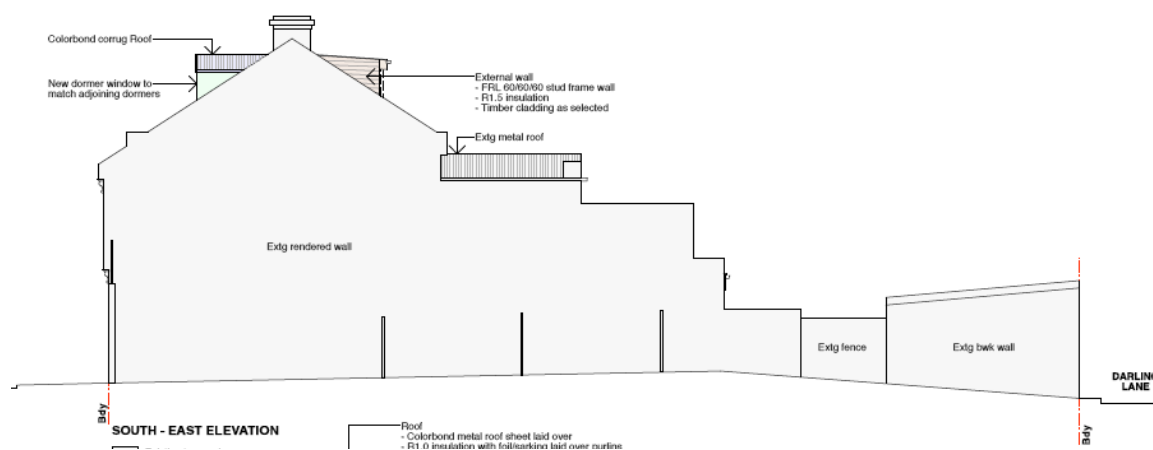 Colorbond corrug Roof
New dormer window to
match adjoining dormers
External wall
- FRL 60/60/60 stud frame wall
- R1.5 insulation
- Timber cladding as selected
Extg metal roof
Extg rendered wall
Extg fence
Extg bwk wall
DARLING
LANE
Bdy
Bdy
SOUTH - EAST ELEVATION
Roof
- Colorbond metal roof sheet laid over
- R1.0 insulation with foil/sarking laid over purlins